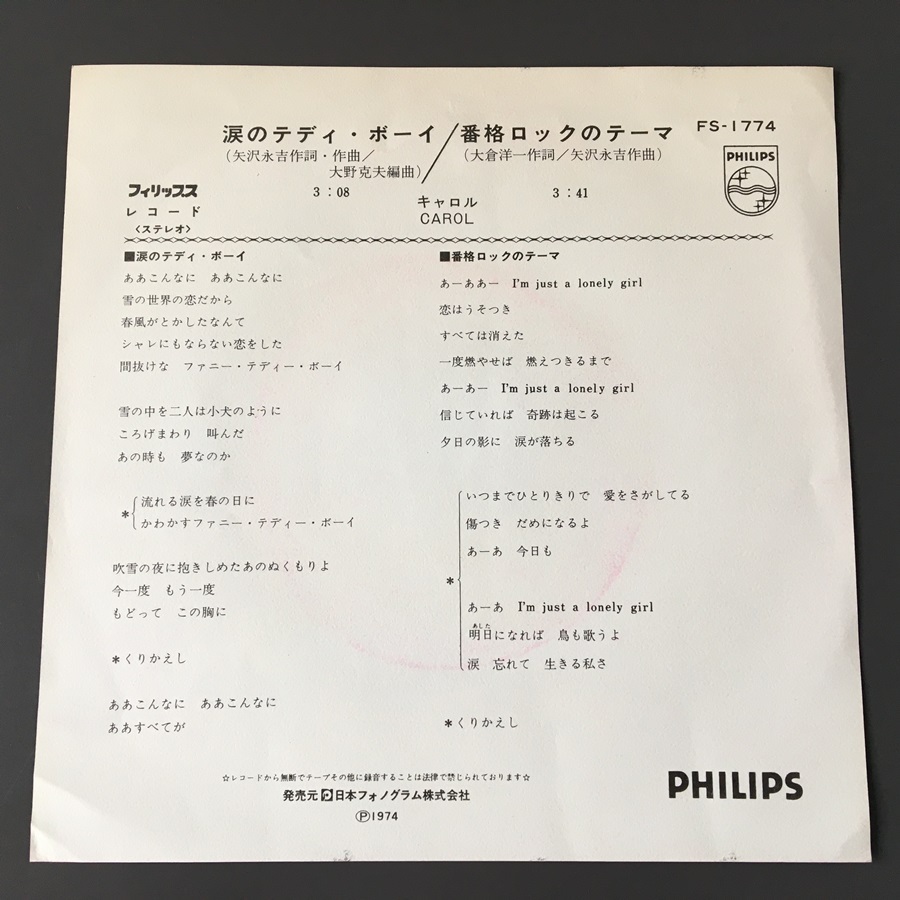 涙のテディ・ボーイ/番格ロックのテーマ
FS-1774
(矢沢永吉作詞・作曲/
大野克夫編曲)
(大倉洋一作詞/矢沢永吉作曲)
PHILIPS
フィリップス
レコード
〈ステレオ〉
3:08
キャロル
CAROL
3:41
■涙のテディ・ボーイ
ああこんなに ああこんなに
雪の世界の恋だから
春風がとかしたなんて
シャレにもならない恋をした
間抜けな ファニー・テディー・ボーイ
雪の中を二人は小犬のように
ころげまわり 叫んだ
あの時も 夢なのか
*流れる涙を春の日に
かわかすファニー・テディー・ボーイ
吹雪の夜に抱きしめたあのぬくもりよ
今一度 もう一度
もどって この胸に
*くりかえし
ああこんなに ああこんなに
ああすべてが
■番格ロックのテーマ
あーああー I'm just a lonely girl
恋はうそつき
すべては消えた
一度燃やせば 燃えつきるまで
あーあー I'm just a lonely girl
信じていれば 奇跡は起こる
夕日の影に 涙が落ちる
いつまでひとりきりで 愛をさがしてる
傷つき だめになるよ
あーあ 今日も
*
あーあ I'm just a lonely girl
あした
明日になれば 鳥も歌うよ
涙 忘れて 生きる私さ
*くりかえし
☆レコードから無断でテープその他に録音することは法律で禁じられております☆
発売元 日本フォノグラム株式会社
Ⓟ1974
PHILIPS